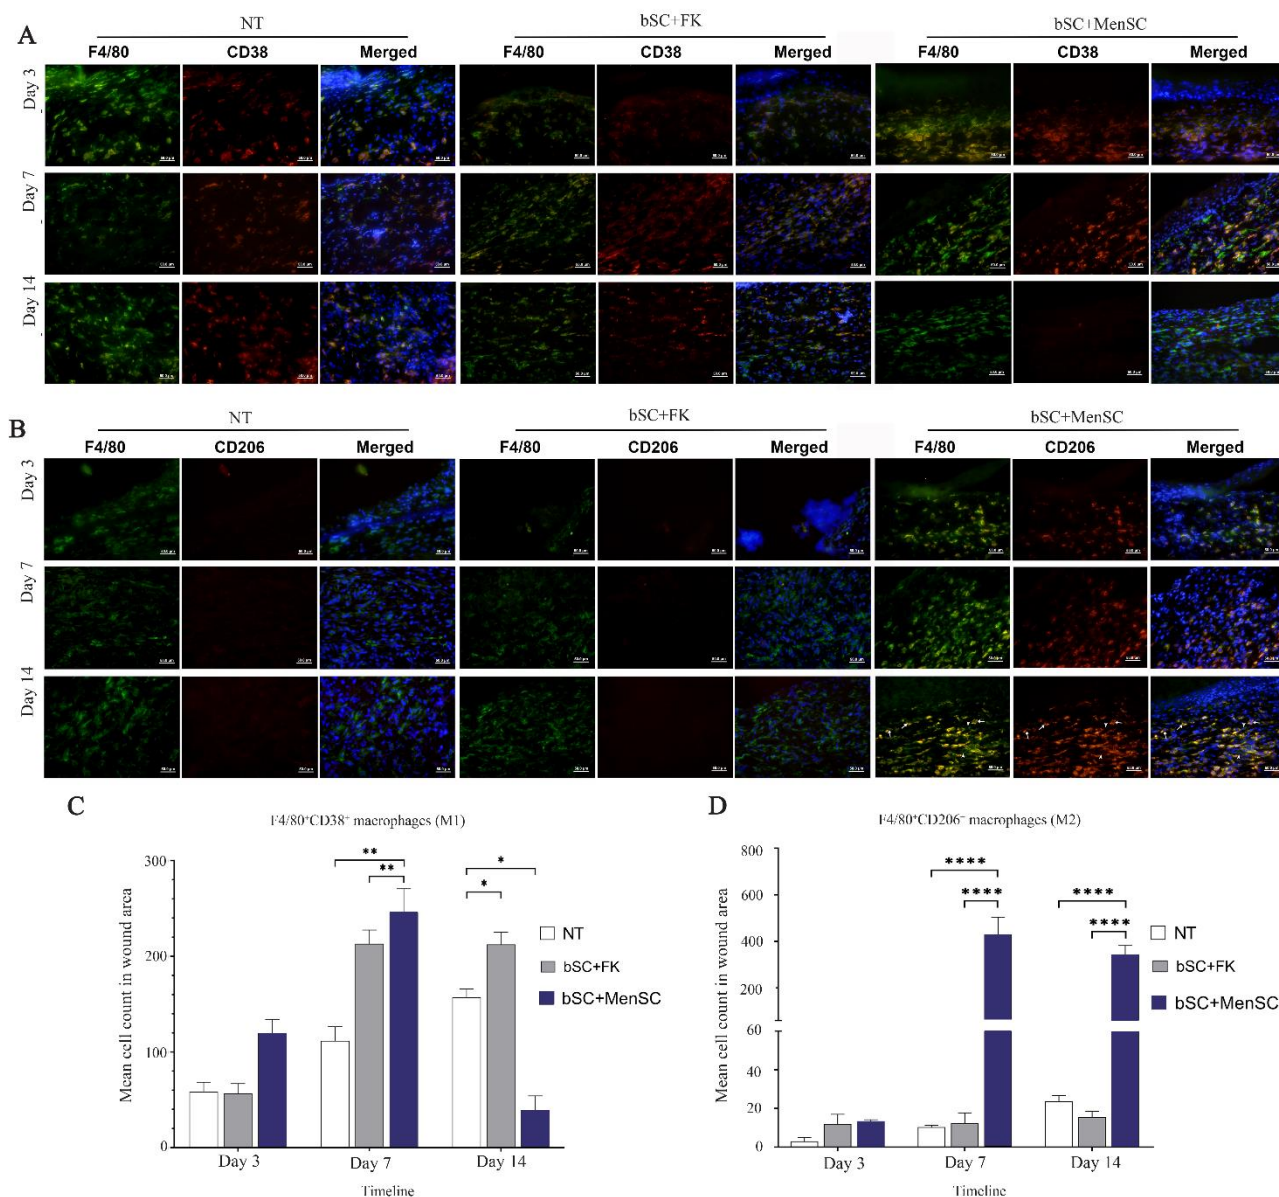 A
NT
bSC+FK
bSC+MenSC
F4/80 CD38 Merged F4/80 CD38 Merged F4/80 CD38 Merged
Day 3
Day 7
Day 14
B
NT
bSC+FK
bSC+MenSC
F4/80 CD206 Merged F4/80 CD206 Merged F4/80 CD206 Merged
Day 3
Day 7
Day 14
C
F4/80⁺CD38⁺ macrophages (M1)
Mean cell count in wound area
300
200
100
0
** ** * *
NT
bSC+FK
bSC+MenSC
Day 3 Day 7 Day 14
Timeline
D
F4/80⁺CD206⁺ macrophages (M2)
Mean cell count in wound area
800
600
400
200
60
40
20
0
**** **** **** ****
NT
bSC+FK
bSC+MenSC
Day 3 Day 7 Day 14
Timeline